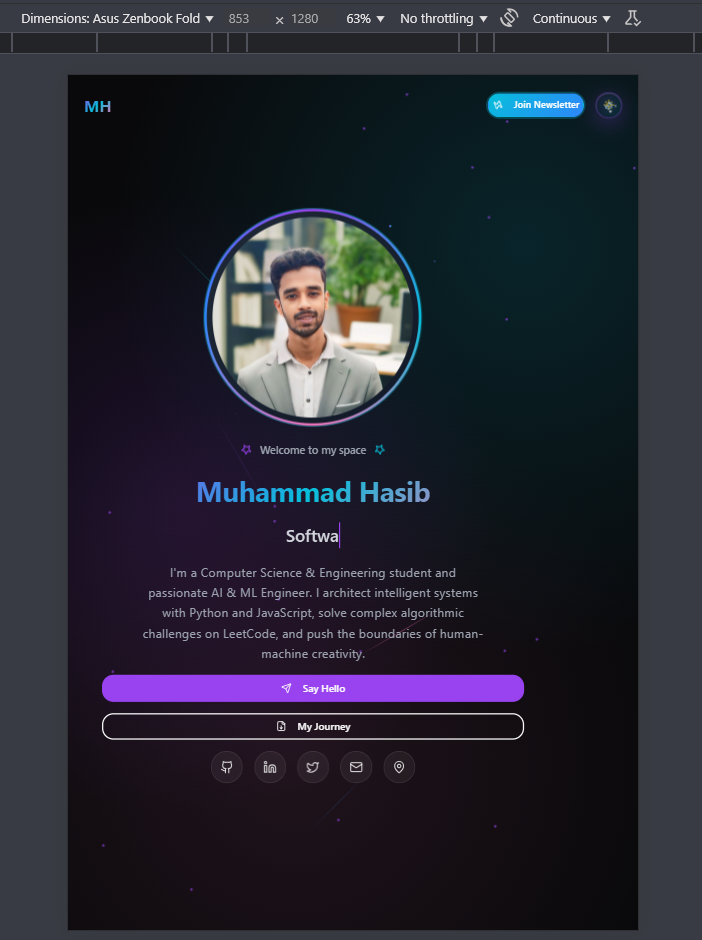 Dimensions: Asus Zenbook Fold ▼ 853 × 1280 63% ▼ No throttling ▼ Continuous ▼
MH Join Newsletter
Welcome to my space
Muhammad Hasib
Softwa
I'm a Computer Science & Engineering student and
passionate AI & ML Engineer. I architect intelligent systems
with Python and JavaScript, solve complex algorithmic
challenges on LeetCode, and push the boundaries of human-
machine creativity.
Say Hello
My Journey